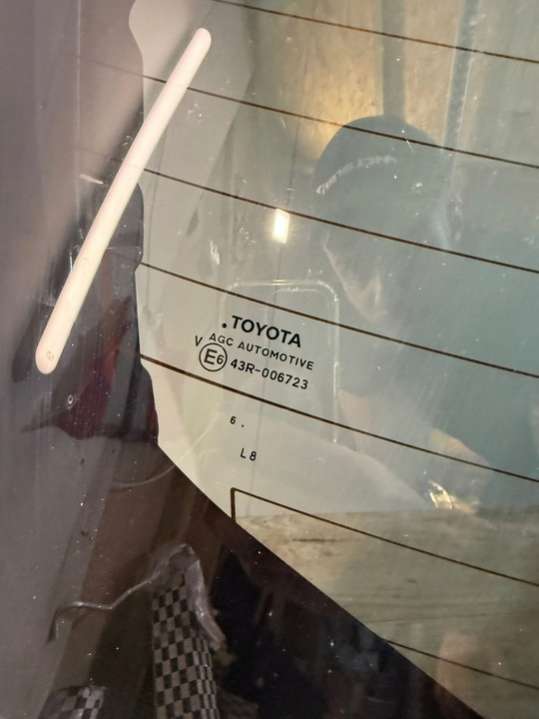 .TOYOTA
AGC AUTOMOTIVE
V E6 43R-006723
6.
L8